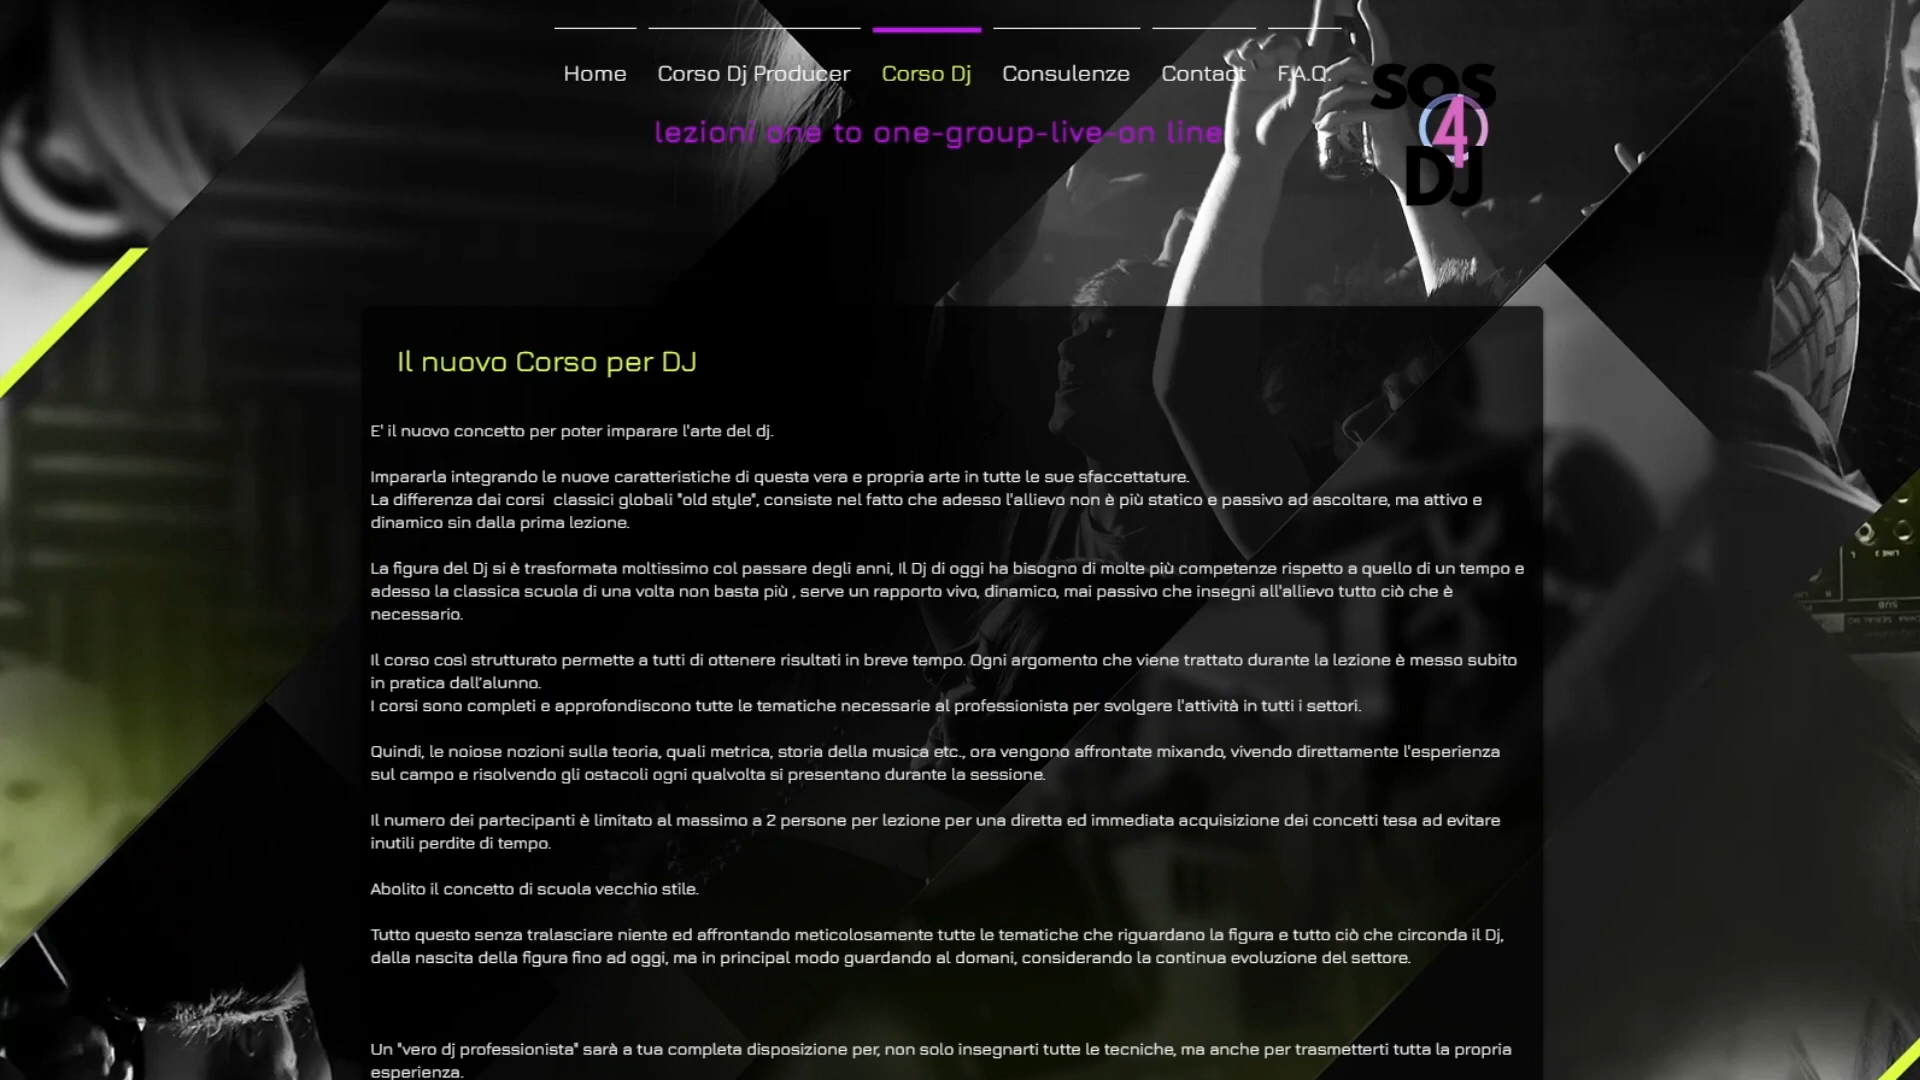 Home Corso Dj Producer Corso Dj Consulenze Contact F.A.Q.
SOS
4
DJ
lezioni one to one-group-live-on line
Il nuovo Corso per DJ
E' il nuovo concetto per poter imparare l'arte del dj.
Impararla integrando le nuove caratteristiche di questa vera e propria arte in tutte le sue sfaccettature.
La differenza dai corsi  classici globali "old style", consiste nel fatto che adesso l'allievo non è più statico e passivo ad ascoltare, ma attivo e
dinamico sin dalla prima lezione.
La figura del Dj si è trasformata moltissimo col passare degli anni, Il Dj di oggi ha bisogno di molte più competenze rispetto a quello di un tempo e
adesso la classica scuola di una volta non basta più , serve un rapporto vivo, dinamico, mai passivo che insegni all'allievo tutto ciò che è
necessario.
Il corso così strutturato permette a tutti di ottenere risultati in breve tempo. Ogni argomento che viene trattato durante la lezione è messo subito
in pratica dall'alunno.
I corsi sono completi e approfondiscono tutte le tematiche necessarie al professionista per svolgere l'attività in tutti i settori.
Quindi, le noiose nozioni sulla teoria, quali metrica, storia della musica etc., ora vengono affrontate mixando, vivendo direttamente l'esperienza
sul campo e risolvendo gli ostacoli ogni qualvolta si presentano durante la sessione.
Il numero dei partecipanti è limitato al massimo a 2 persone per lezione per una diretta ed immediata acquisizione dei concetti tesa ad evitare
inutili perdite di tempo.
Abolito il concetto di scuola vecchio stile.
Tutto questo senza tralasciare niente ed affrontando meticolosamente tutte le tematiche che riguardano la figura e tutto ciò che circonda il Dj,
dalla nascita della figura fino ad oggi, ma in principal modo guardando al domani, considerando la continua evoluzione del settore.
Un "vero dj professionista" sarà a tua completa disposizione per, non solo insegnarti tutte le tecniche, ma anche per trasmetterti tutta la propria
esperienza.